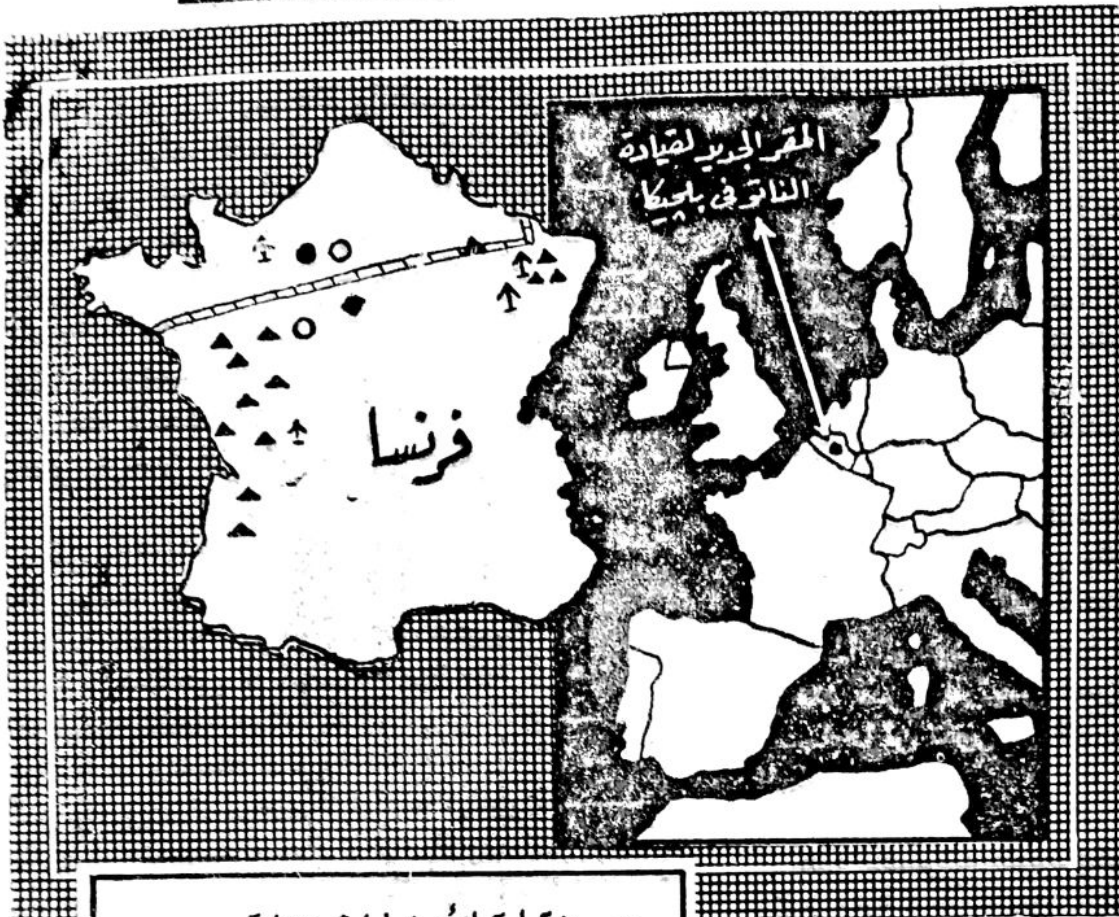 المقر الجديد لقيادة
الناتو في بلجيكا
فرنسا